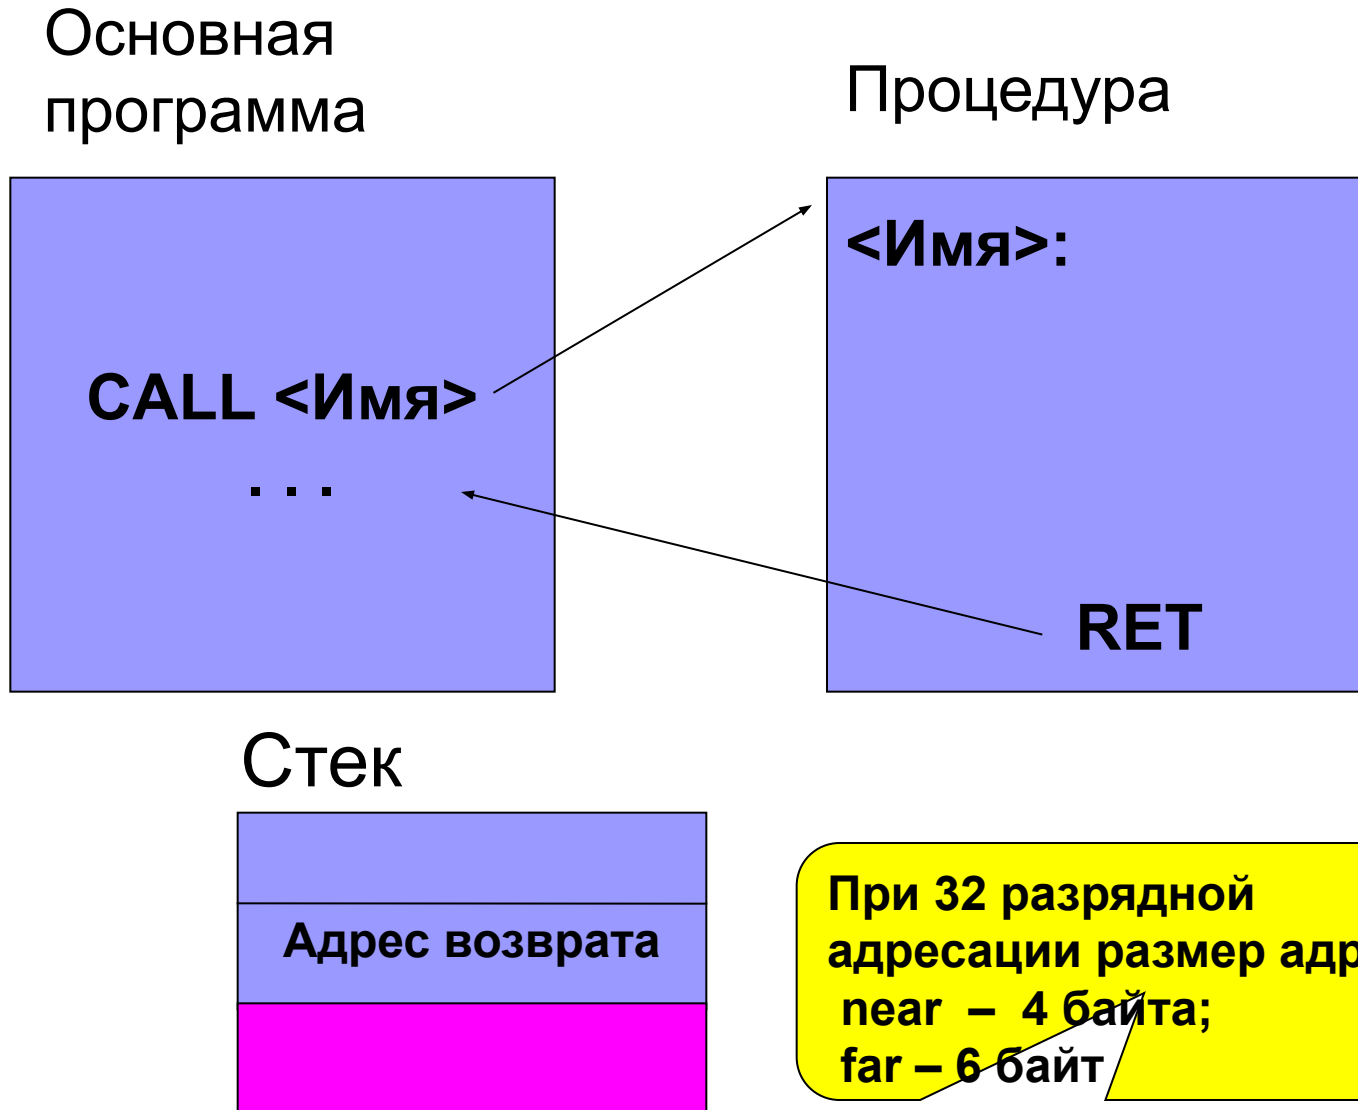 Основная
программа
Процедура
<Имя>:
CALL <Имя>
. . .
RET
Стек
Адрес возврата
При 32 разрядной
адресации размер
near – 4 байта;
far – 6 байт